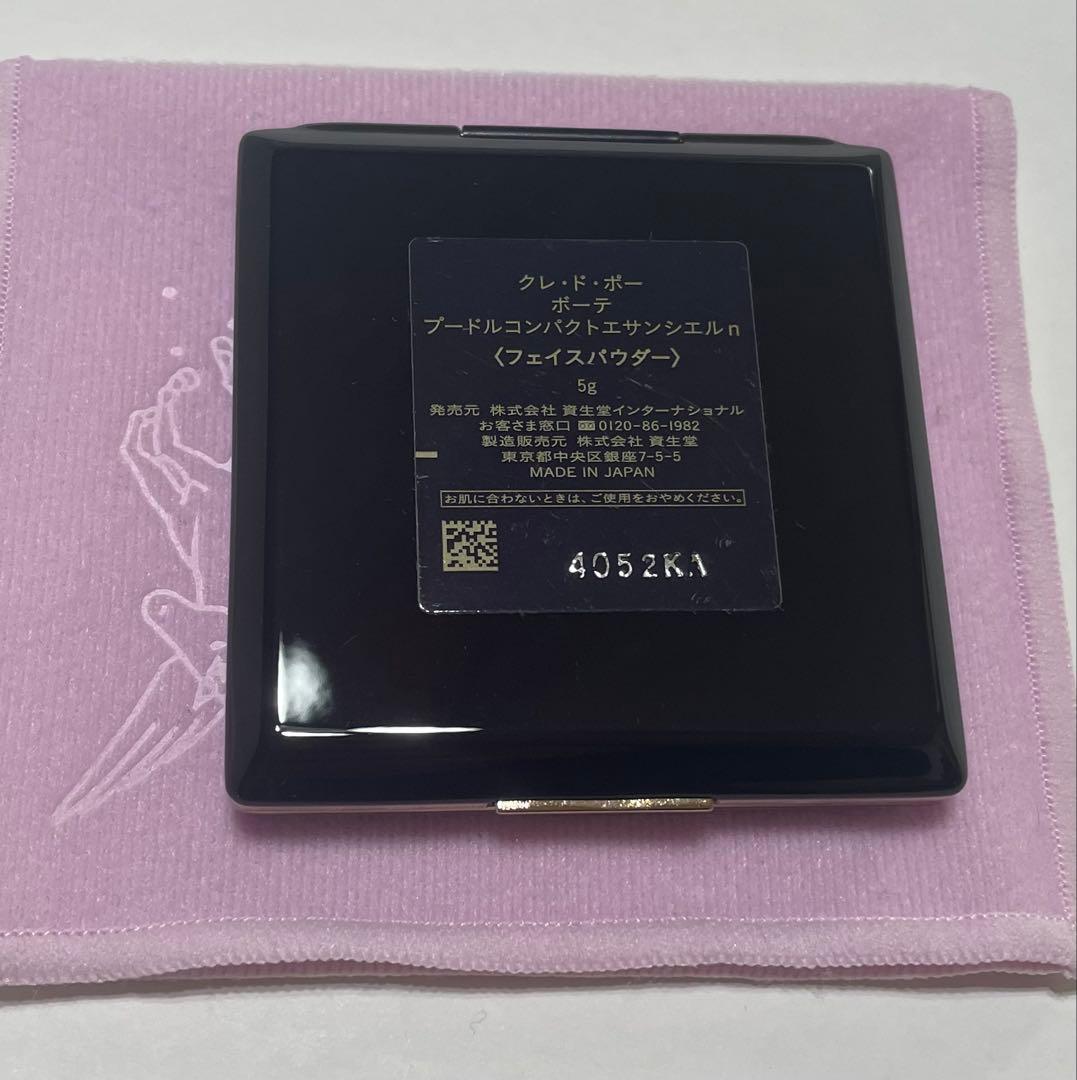 クレ・ド・ポー
ボーテ
プードルコンパクトエサンシエルn
〈フェイスパウダー〉
5g
発売元 株式会社 資生堂インターナショナル
お客さま窓口 0120-86-1982
製造販売元 株式会社 資生堂
東京都中央区銀座7-5-5
MADE IN JAPAN
お肌に合わないときは、ご使用をおやめください。
4052KA